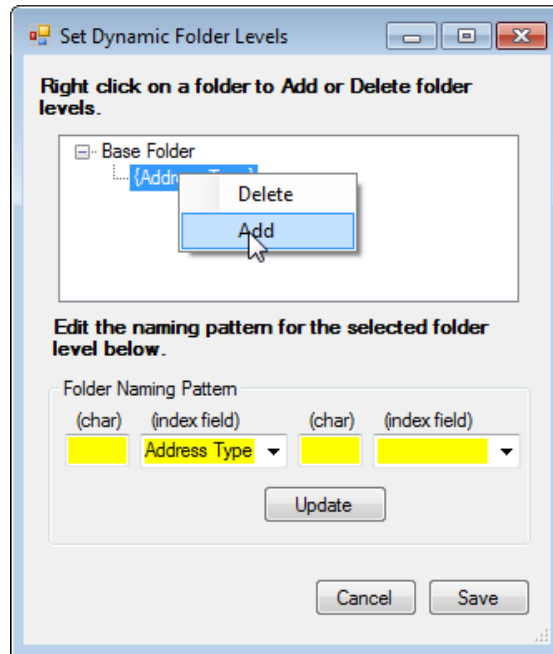 Set Dynamic Folder Levels
Right click on a folder to Add or Delete folder
levels.
Base Folder
{Addr
Delete
Add
Edit the naming pattern for the selected folder
level below.
Folder Naming Pattern
(char) (index field) (char) (index field)
Address Type
Update
Cancel Save